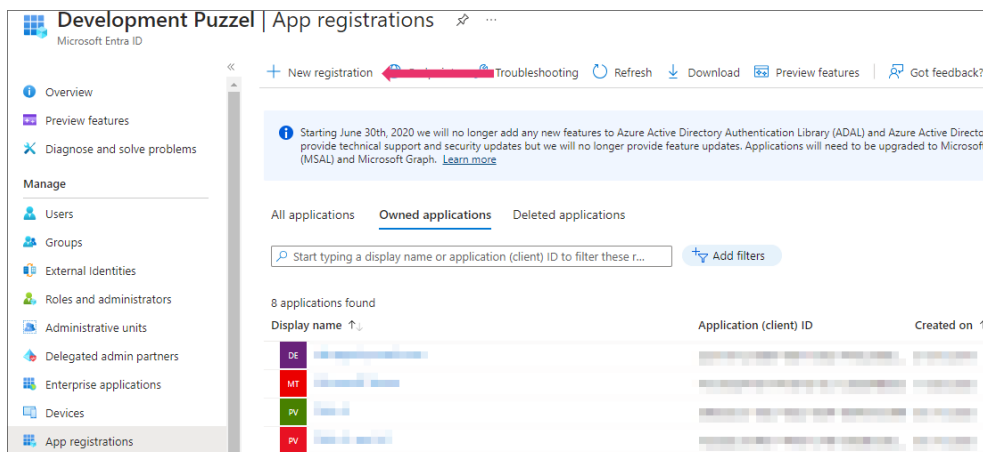 Development Puzzel | App registrations
Microsoft Entra ID
New registration
Troubleshooting
Refresh
Download
Preview features
Got feedback?
Overview
Preview features
Diagnose and solve problems
Manage
Users
Groups
External Identities
Roles and administrators
Administrative units
Delegated admin partners
Enterprise applications
Devices
App registrations
Starting June 30th, 2020 we will no longer add any new features to Azure Active Directory Authentication Library (ADAL) and Azure Active
provide technical support and security updates but we will no longer provide feature updates. Applications will need to be upgraded to
(MSAL) and Microsoft Graph. Learn more
All applications Owned applications Deleted applications
Start typing a display name or application (client) ID to filter these r...
Add filters
8 applications found
Display name Application (client) ID Created on
DE
MT
PV
PV